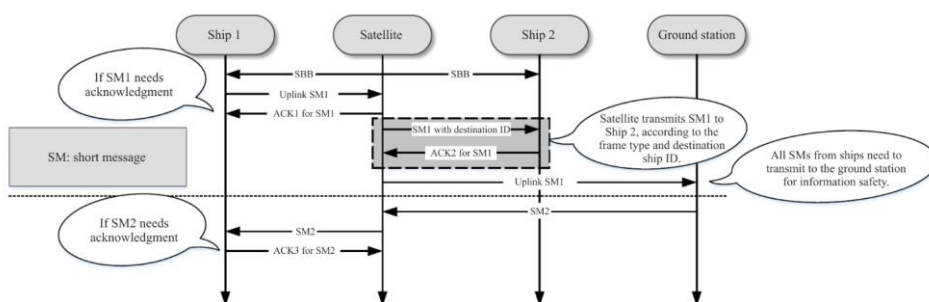 Ship 1
Satellite
Ship 2
Ground station
SBB
SBB
If SM1 needs
acknowledgment
Uplink SM1
ACK1 for SM1
SM1 with destination ID
ACK2 for SM1
Satellite transmits SM1 to
Ship 2, according to the
frame type and destination
ship ID.
SM: short message
Uplink SM1
All SMs from ships need to
transmit to the ground station
for information safety.
SM2
If SM2 needs
acknowledgment
SM2
ACK3 for SM2